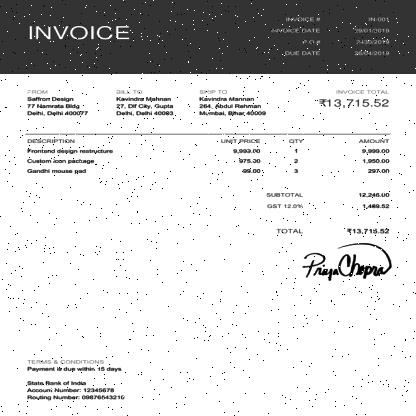 INVOICE
INVOICE # IN-001
INVOICE DATE 29/01/2019
P.O.# 2430/2019
DUE DATE 26/04/2019
FROM BILL TO SHIP TO INVOICE TOTAL
Saffron Design Kavindra Mannan Kavindra Mannan ₹13,715.52
77 Namrata Bldg 27, Dlf City, Gupta 264, Abdul Rehman
Delhi, Delhi 400077 Delhi, Delhi 40083 Mumbai, Bihar 40009
DESCRIPTION UNIT PRICE QTY AMOUNT
Frontend design restructure 9,999.00 1 9,999.00
Custom icon package 975.00 2 1,950.00
Gandhi mouse pad 99.00 3 297.00
SUBTOTAL 12,246.00
GST 12.0% 1,469.52
TOTAL ₹13,715.52
Priya Chopra
TERMS & CONDITIONS
Payment is due within 15 days
State Bank of India
Account Number: 12345678
Routing Number: 09876543210